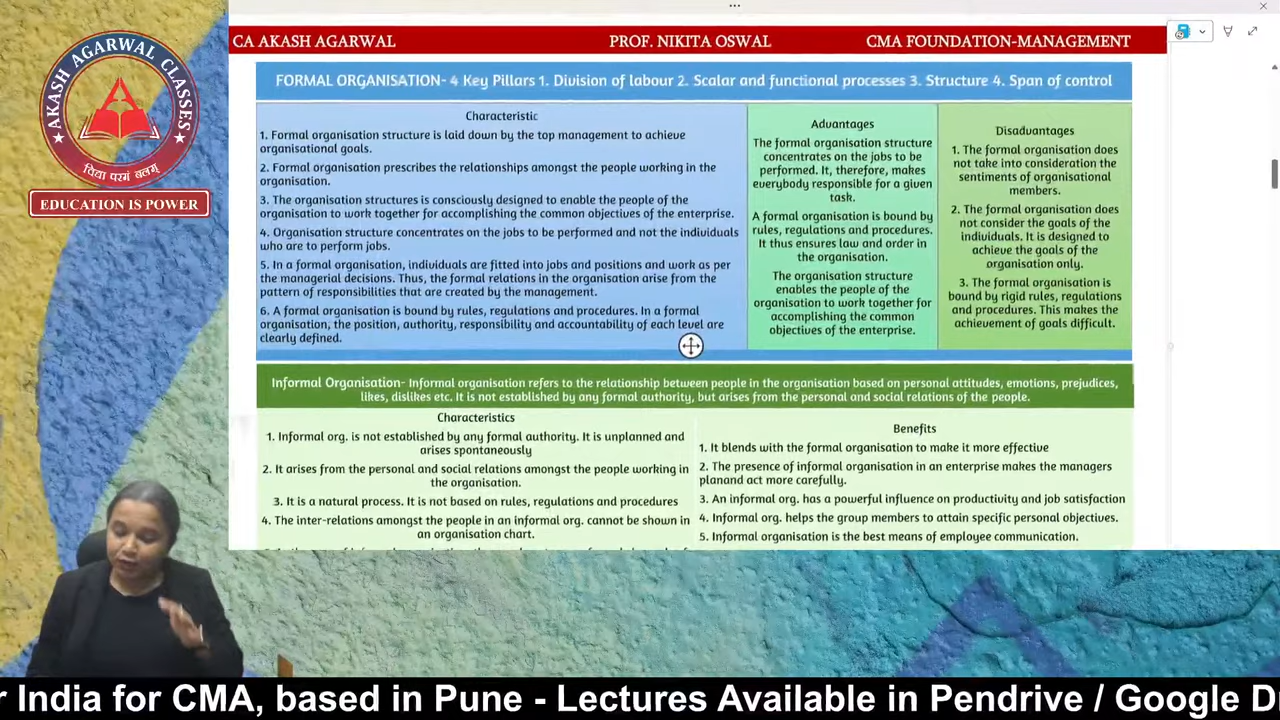 AKASH AGARWAL CLASSES
विद्या परमं बलम्
EDUCATION IS POWER
CA AKASH AGARWAL
PROF. NIKITA OSWAL
CMA FOUNDATION-MANAGEMENT
FORMAL ORGANISATION- 4 Key Pillars 1. Division of labour 2. Scalar and functional processes 3. Structure 4. Span of control
Characteristic
1. Formal organisation structure is laid down by the top management to achieve
organisational goals.
2. Formal organisation prescribes the relationships amongst the people working in the
organisation.
3. The organisation structures is consciously designed to enable the people of the
organisation to work together for accomplishing the common objectives of the enterprise.
4. Organisation structure concentrates on the jobs to be performed and not the individuals
who are to perform jobs.
5. In a formal organisation, individuals are fitted into jobs and positions and work as per
the managerial decisions. Thus, the formal relations in the organisation arise from the
pattern of responsibilities that are created by the management.
6. A formal organisation is bound by rules, regulations and procedures. In a formal
organisation, the position, authority, responsibility and accountability of each level are
clearly defined.
Advantages
The formal organisation structure
concentrates on the jobs to be
performed. It, therefore, makes
everybody responsible for a given
task.
A formal organisation is bound by
rules, regulations and procedures.
It thus ensures law and order in
the organisation.
The organisation structure
enables the people of the
organisation to work together for
accomplishing the common
objectives of the enterprise.
Disadvantages
1. The formal organisation does
not take into consideration the
sentiments of organisational
members.
2. The formal organisation does
not consider the goals of the
individuals. It is designed to
achieve the goals of the
organisation only.
3. The formal organisation is
bound by rigid rules, regulations
and procedures. This makes the
achievement of goals difficult.
Informal Organisation- Informal organisation refers to the relationship between people in the organisation based on personal attitudes, emotions, prejudices,
likes, dislikes etc. It is not established by any formal authority, but arises from the personal and social relations of the people.
Characteristics
1. Informal org. is not established by any formal authority. It is unplanned and
arises spontaneously
2. It arises from the personal and social relations amongst the people working in
the organisation.
3. It is a natural process. It is not based on rules, regulations and procedures
4. The inter-relations amongst the people in an informal org. cannot be shown in
an organisation chart.
Benefits
1. It blends with the formal organisation to make it more effective
2. The presence of informal organisation in an enterprise makes the managers
planand act more carefully.
3. An informal org. has a powerful influence on productivity and job satisfaction
4. Informal org. helps the group members to attain specific personal objectives.
5. Informal organisation is the best means of employee communication.
r India for CMA, based in Pune - Lectures Available in Pendrive / Google D